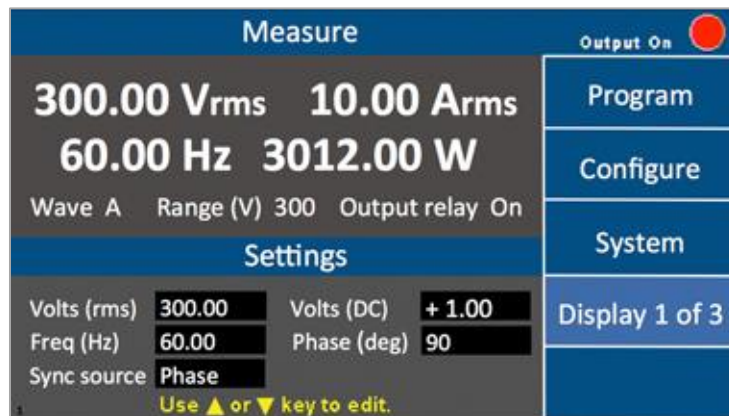 Measure
Output On
300.00 Vrms 10.00 Arms
60.00 Hz 3012.00 W
Wave A Range (V) 300 Output relay On
Settings
Volts (rms) 300.00 Volts (DC) + 1.00
Freq (Hz) 60.00 Phase (deg) 90
Sync source Phase
Use ▲ or ▼ key to edit.
1
Program
Configure
System
Display 1 of 3